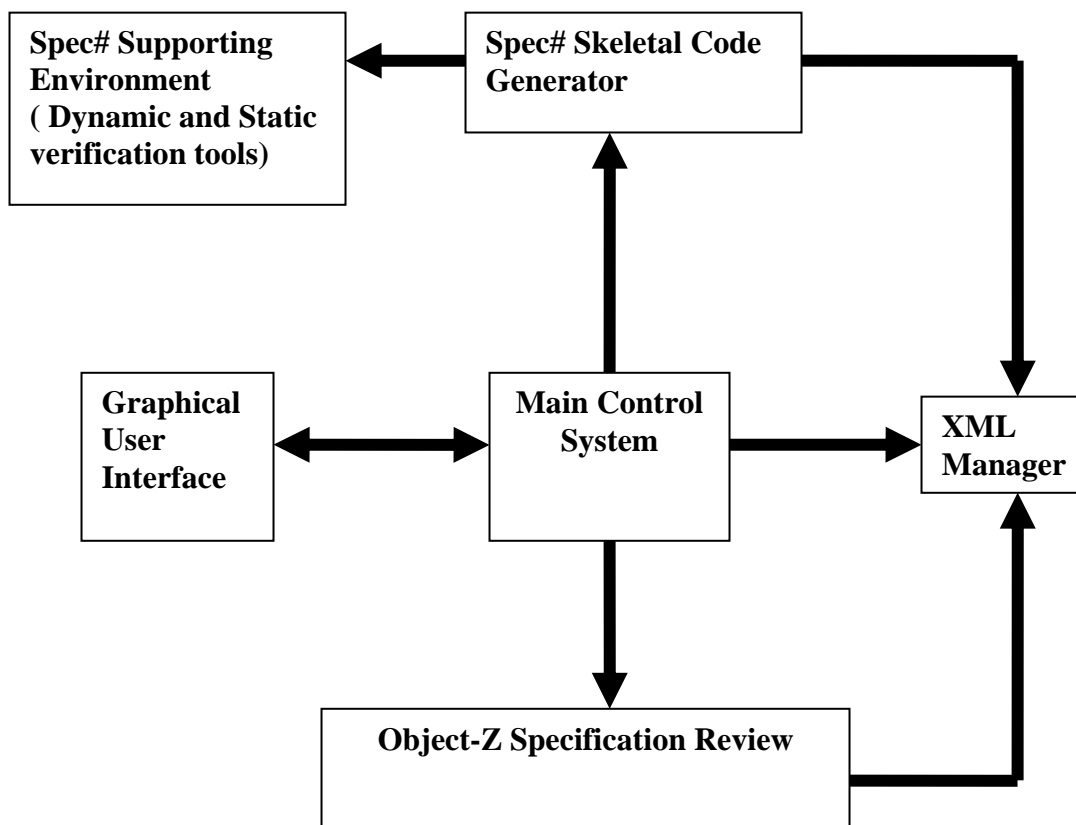 Spec# Supporting
Environment
( Dynamic and Static
verification tools)
Spec# Skeletal Code
Generator
Graphical
User
Interface
Main Control
System
XML
Manager
Object-Z Specification Review